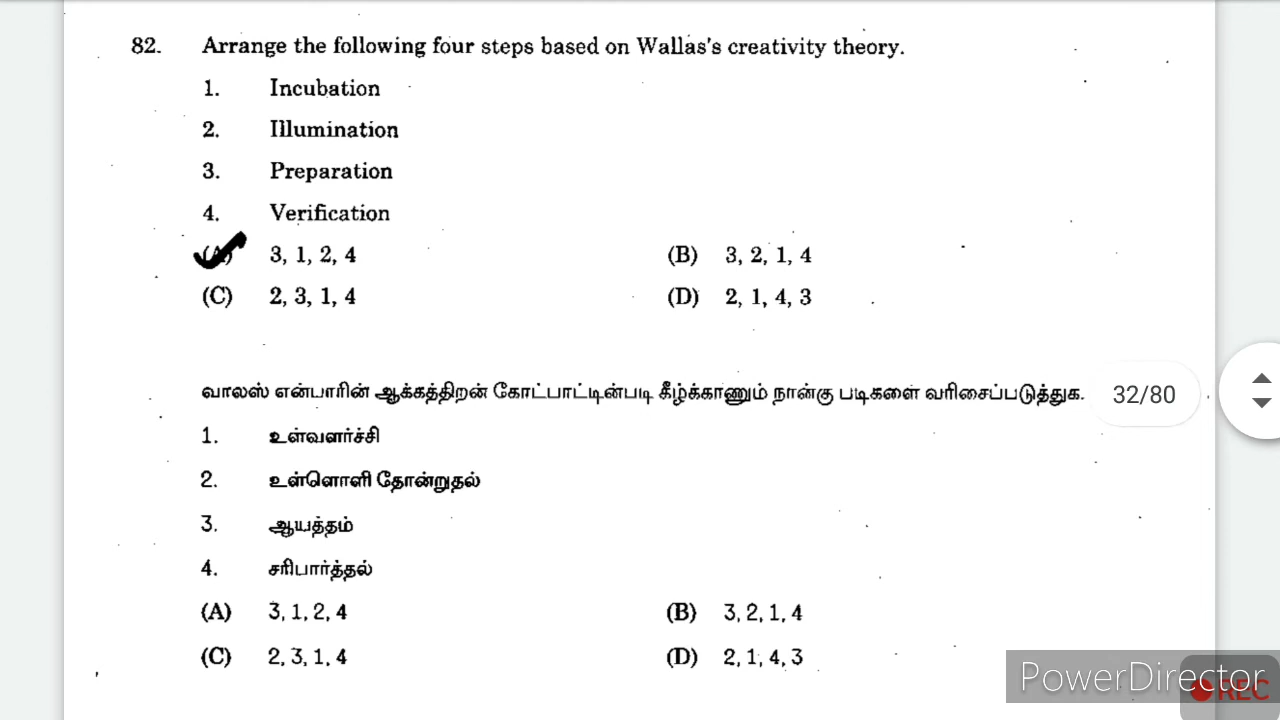 82. Arrange the following four steps based on Wallas's creativity theory.
1. Incubation
2. Illumination
3. Preparation
4. Verification
(A) 3, 1, 2, 4 (B) 3, 2, 1, 4
(C) 2, 3, 1, 4 (D) 2, 1, 4, 3
வாலஸ் என்பாரின் ஆக்கத்திறன் கோட்பாட்டின்படி கீழ்க்காணும் நான்கு படிகளை வரிசைப்படுத்துக.
32/80
1. உள்வளர்ச்சி
2. உள்ளொளி தோன்றுதல்
3. ஆயத்தம்
4. சரிபார்த்தல்
(A) 3, 1, 2, 4 (B) 3, 2, 1, 4
(C) 2, 3, 1, 4 (D) 2, 1, 4, 3
PowerDirector
REC